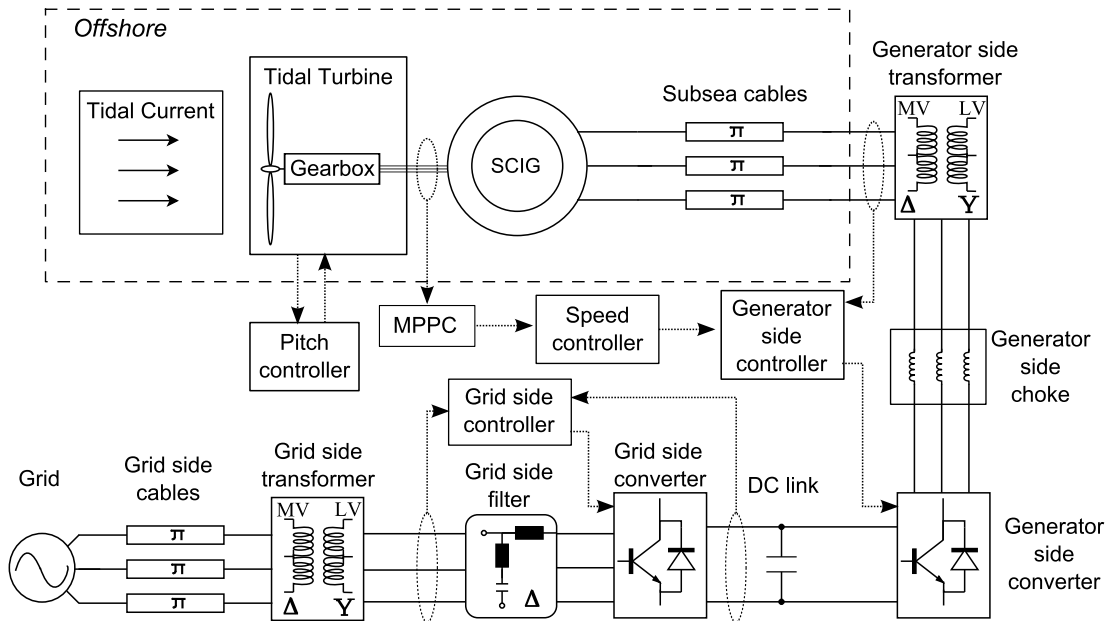 Offshore
Tidal Current
Tidal Turbine
Gearbox
SCIG
Subsea cables
π
π
π
Generator side
transformer
MV LV
Δ Y
Pitch
controller
MPPC
Speed
controller
Generator
side
controller
Generator
side
choke
Grid side
controller
Grid
Grid side
cables
π
π
π
Grid side
transformer
MV LV
Δ Y
Grid side
filter
Δ
Grid side
converter
DC link
Generator
side
converter